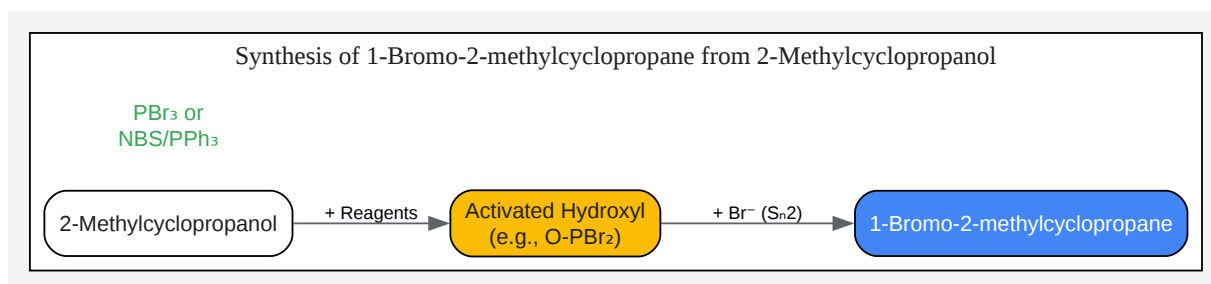 Synthesis of 1-Bromo-2-methylcyclopropane from 2-Methylcyclopropanol
PBr₃ or
NBS/PPh₃
2-Methylcyclopropanol
+ Reagents
Activated Hydroxyl
(e.g., O-PBr₂)
+ Br⁻ (Sₙ2)
1-Bromo-2-methylcyclopropane